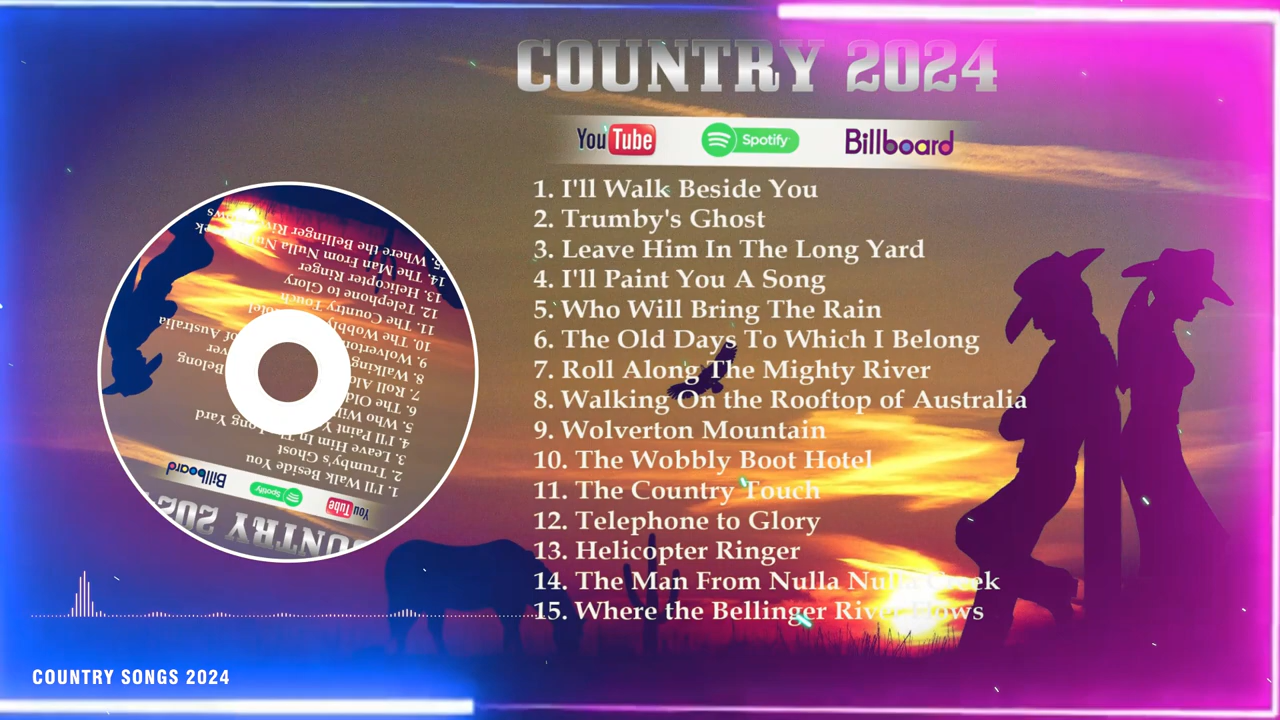 COUNTRY 2024
YouTube Spotify Billboard
1. I'll Walk Beside You
2. Trumby's Ghost
3. Leave Him In The Long Yard
4. I'll Paint You A Song
5. Who Will Bring The Rain
6. The Old Days To Which I Belong
7. Roll Along The Mighty River
8. Walking On the Rooftop of Australia
9. Wolverton Mountain
10. The Wobbly Boot Hotel
11. The Country Touch
12. Telephone to Glory
13. Helicopter Ringer
14. The Man From Nulla Nulla Creek
15. Where the Bellinger River Flows
COUNTRY SONGS 2024